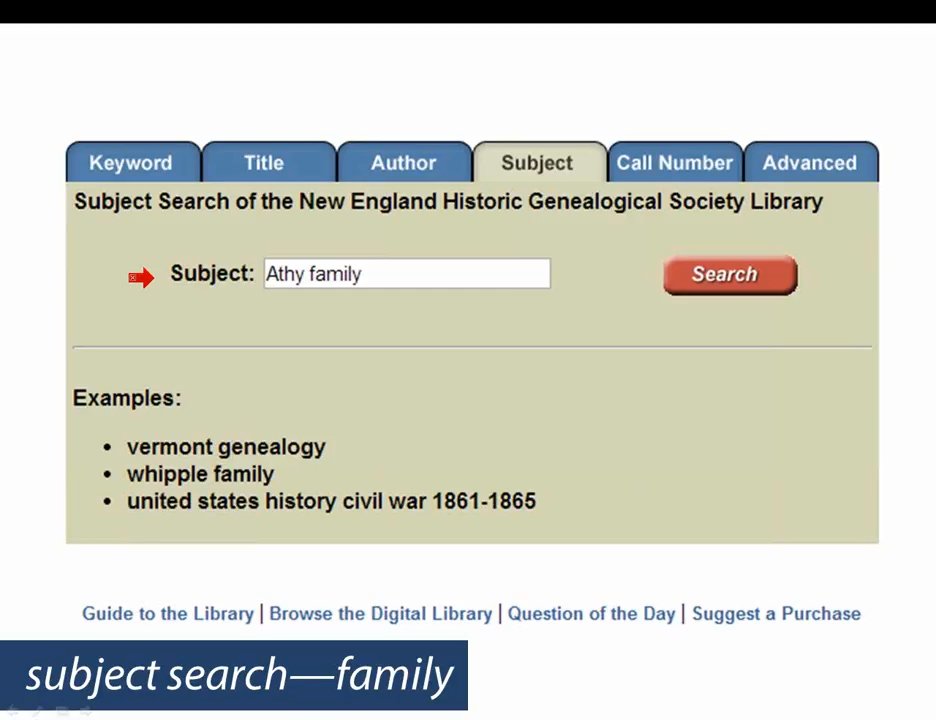 Keyword Title Author Subject Call Number Advanced
Subject Search of the New England Historic Genealogical Society Library
Subject: Athy family Search
Examples:
• vermont genealogy
• whipple family
• united states history civil war 1861-1865
Guide to the Library | Browse the Digital Library | Question of the Day | Suggest a Purchase
subject search—family